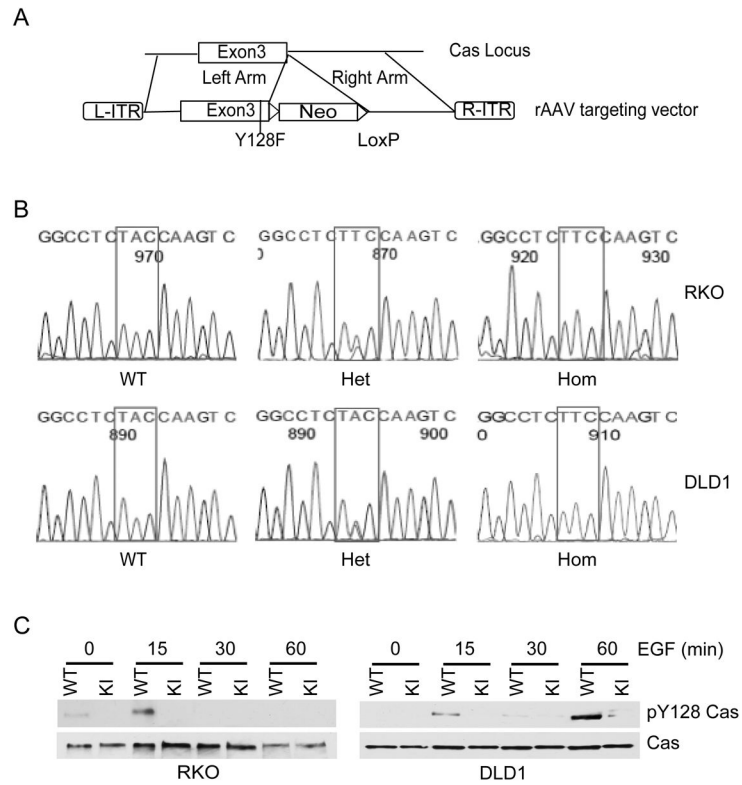 A
Exon3
Cas Locus
Left Arm
Right Arm
L-ITR
Exon3
Neo
R-ITR
rAAV targeting vector
Y128F
LoxP
B
GGCCTCTACCAAGTC
970
GGCCTCTTCCAAGTC
0
870
GGCCTCTTCCAAGTC
920
930
RKO
WT
Het
Hom
GGCCTCTACCAAGTC
890
GGCCTCTACCAAGTC
890
900
GGCCTCTTCCAAGTC
0
910
DLD1
WT
Het
Hom
C
0
15
30
60
0
15
30
60
EGF (min)
WT
KI
WT
KI
WT
KI
WT
KI
WT
KI
WT
KI
WT
KI
WT
KI
pY128 Cas
Cas
RKO
DLD1